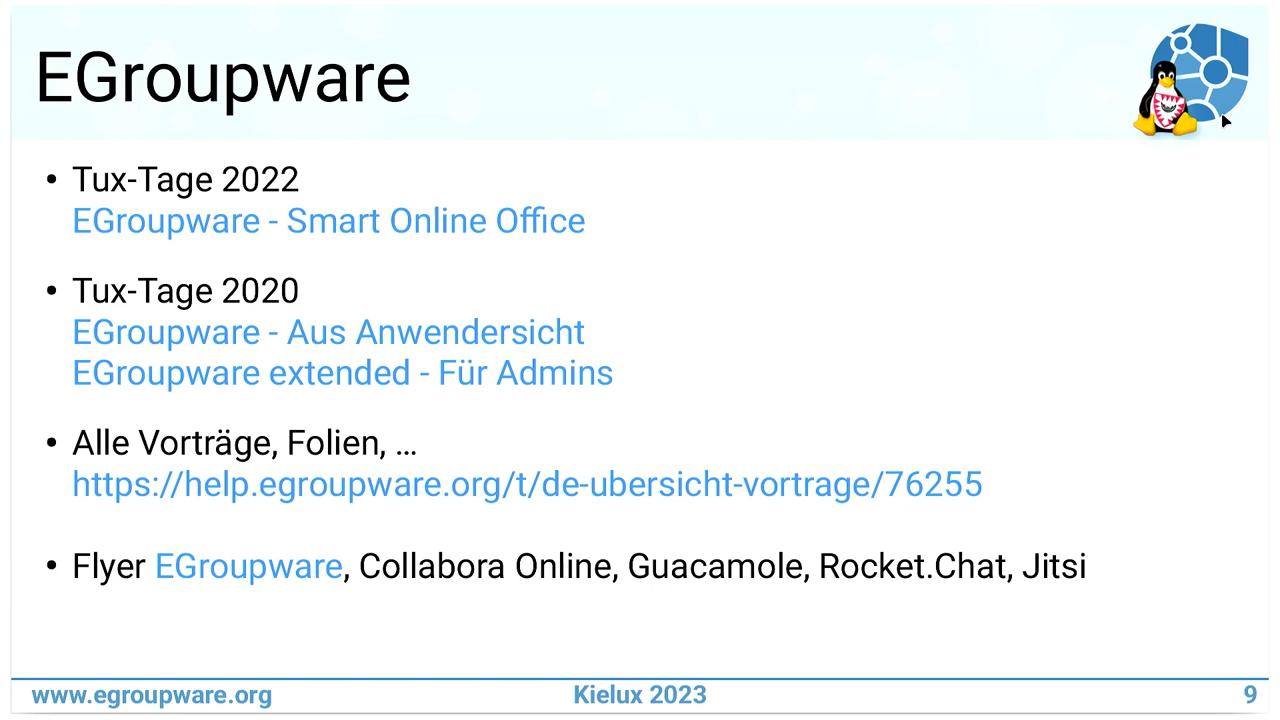 EGroupware
• Tux-Tage 2022
EGroupware - Smart Online Office
• Tux-Tage 2020
EGroupware - Aus Anwendersicht
EGroupware extended - Für Admins
• Alle Vorträge, Folien, …
https://help.egroupware.org/t/de-ubersicht-vortrage/76255
• Flyer EGroupware, Collabora Online, Guacamole, Rocket.Chat, Jitsi
www.egroupware.org Kielux 2023 9